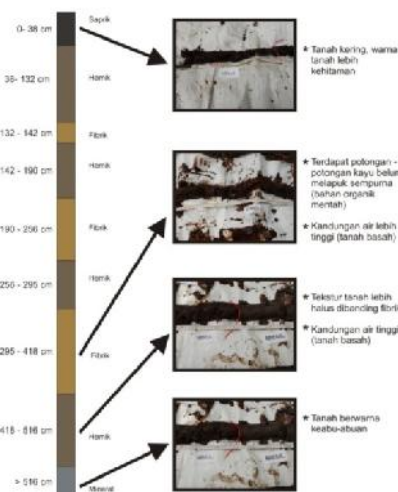 0- 38 cm
Saprik
38- 132 cm
Hemik
132 - 142 cm
Fibrik
142 - 190 cm
Hemik
190 - 256 cm
Fibrik
256 - 295 cm
Hemik
295 - 418 cm
Fibrik
418 - 516 cm
Hemik
> 516 cm
Mineral
* Tanah kering, warna
tanah lebih
kehitaman
* Terdapat potongan -
potongan kayu belum
melapuk sempurna
(bahan organik
mentah)
* Kandungan air lebih
tinggi (tanah basah)
* Tekstur tanah lebih
halus dibanding fibrik
* Kandungan air tinggi
(tanah basah)
* Tanah berwarna
keabu-abuan